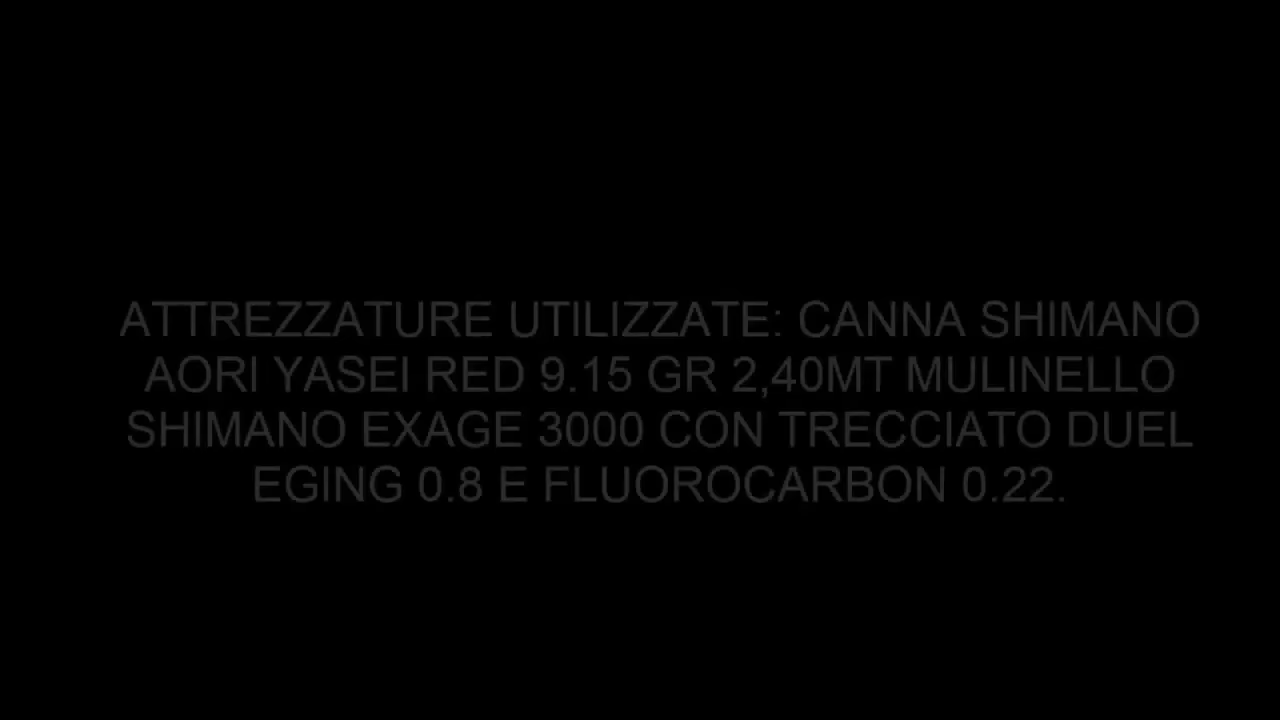 ATTREZZATURE UTILIZZATE: CANNA SHIMANO
AORI YASEI RED 9.15 GR 2,40MT MULINELLO
SHIMANO EXAGE 3000 CON TRECCIATO DUEL
EGING 0.8 E FLUOROCARBON 0.22.